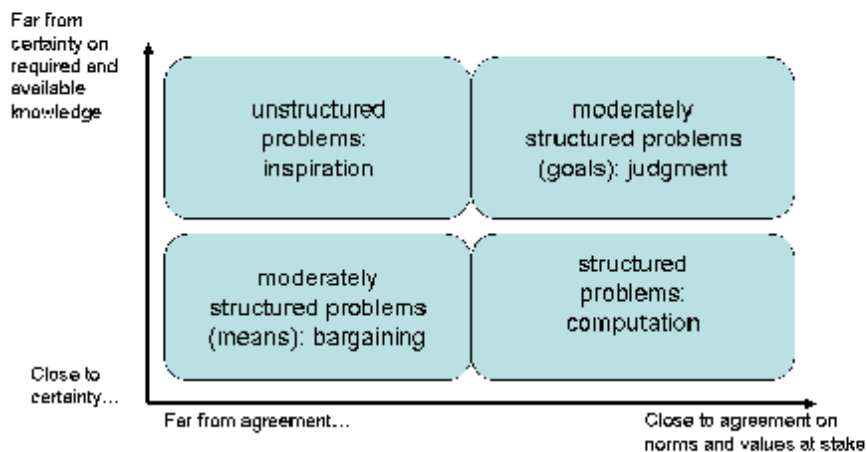 Far from
certainty on
required and
available
knowledge
unstructured
problems:
inspiration
moderately
structured problems
(goals): judgment
moderately
structured problems
(means): bargaining
structured
problems:
computation
Close to
certainty...
Far from agreement...
Close to agreement on
norms and values at stake